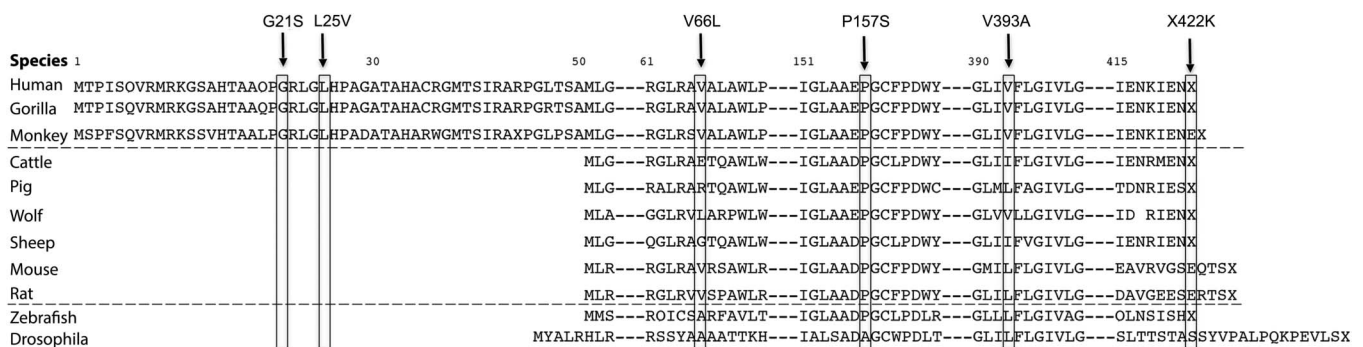 G21S L25V V66L P157S V393A X422K
Species 1 30 50 61 151 390 415
Human MTPISQVRMRKGSAHTAAQPGRLGLHPAGATAHACRGMTSIRARPGLTSAMLG---RGLRAVALAWLP---IGLAAEPGCFPDWY---GLIVFLGIVLG---IENKIENX
Gorilla MTPISQVRMRKGSAHTAAQPGRLGLHPAGATAHACRGMTSIRARPGRTSAMLG---RGLRAVALAWLP---IGLAAEPGCFPDWY---GLIVFLGIVLG---IENKIENX
Monkey MSPFSQVRMRKSSVHTAALPGRLGLHPADATAHARWGMTSIRAXPGLPSAMLG---RGLRSVALAWLP---IGLAAEPGCFPDWY---GLIVFLGIVLG---IENKIENEX
Cattle MLG---RGLRAETQAWLW---IGLAADPGCLPDWY---GLIIFLGIVLG---IENRMENX
Pig MLG---RALRARTQAWLW---IGLAAEPGCFPDWC---GLMLFAGIVLG---TDNRIESX
Wolf MLA---GGLRVLARPWLW---IGLAAEPGCFPDWY---GLVVLLGIVLG---ID RIENX
Sheep MLG---QGLRAGTQAWLW---IGLAADPGCLPDWY---GLIIFVGIVLG---IENRIENX
Mouse MLR---RGLRAVRSAWLR---IGLAADPGCFPDWY---GMILFLGIVLG---EAVRVGSEQTSX
Rat MLR---RGLRVVSPAWLR---IGLAADPGCFPDWY---GLILFLGIVLG---DAVGEESERTSX
Zebrafish MMS---ROICSARFAVLT---IGLAADPGCLPDLR---GLLLFLGIVAG---OLNSISHX
Drosophila MYALRHLR---RSSYAAAATTKH---IALSADAGCWPDLT---GLILFLGIVLG---SLTTSTASSYVPALPQKPEVLSX